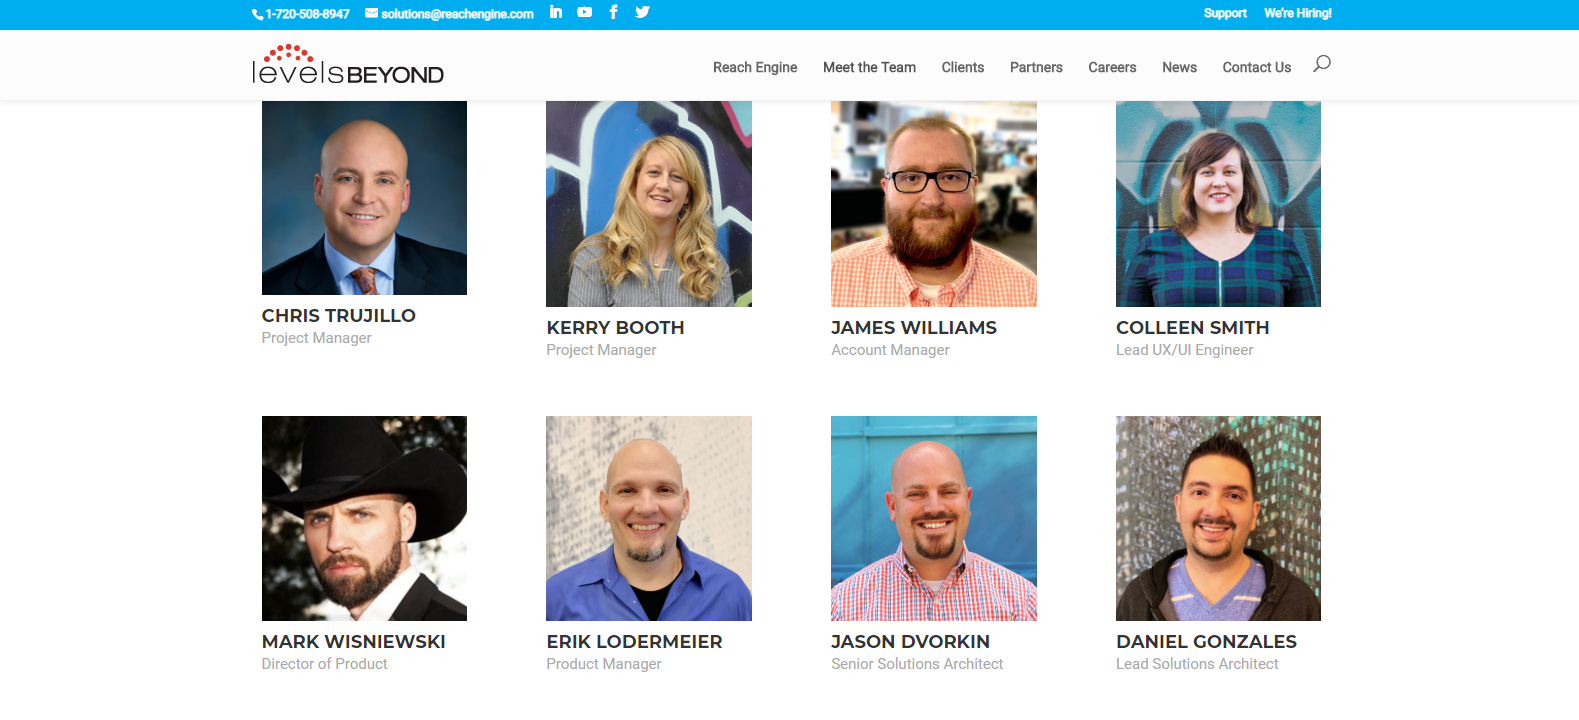 1-720-508-8947 solutions@reachengine.com Support We're Hiring!
levels BEYOND
Reach Engine Meet the Team Clients Partners Careers News Contact Us
CHRIS TRUJILLO
Project Manager
KERRY BOOTH
Project Manager
JAMES WILLIAMS
Account Manager
COLLEEN SMITH
Lead UX/UI Engineer
MARK WISNIEWSKI
Director of Product
ERIK LODERMEIER
Product Manager
JASON DVORKIN
Senior Solutions Architect
DANIEL GONZALES
Lead Solutions Architect